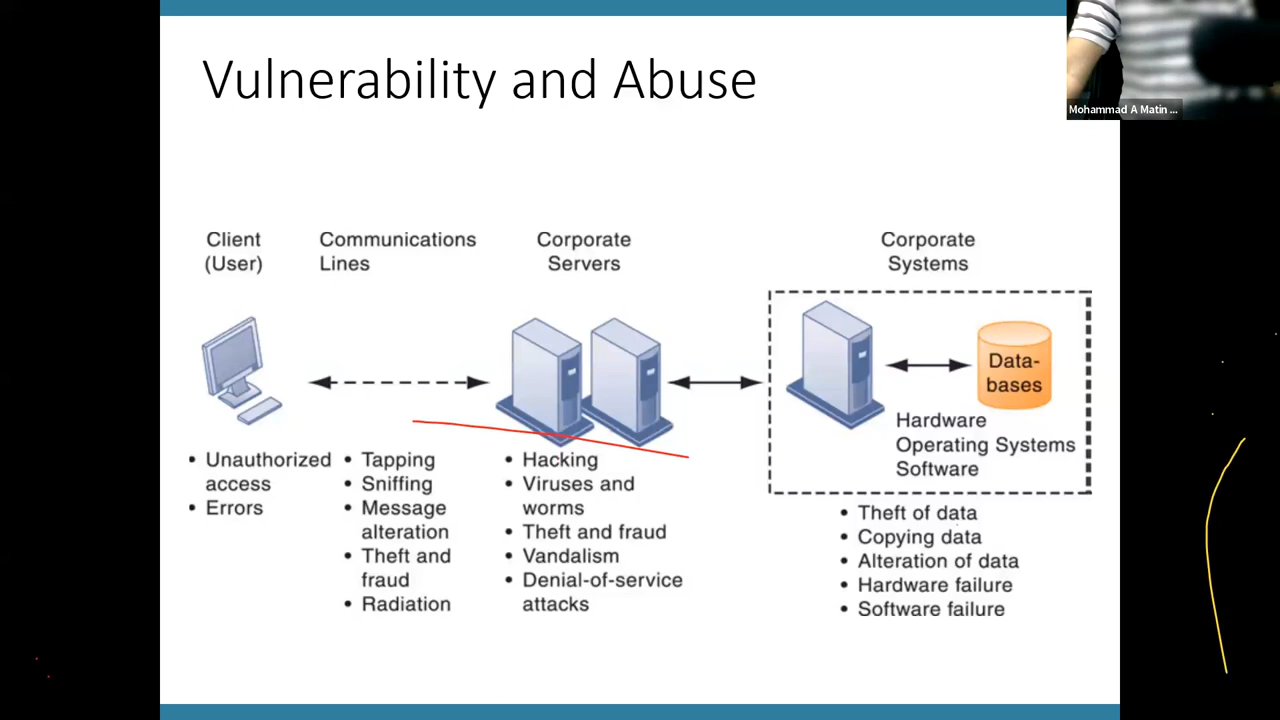 Vulnerability and Abuse
Mohammad A Matin ...
Client
(User)
Communications
Lines
Corporate
Servers
Corporate
Systems
Data-
bases
Hardware
Operating Systems
Software
• Unauthorized
access
• Errors
• Tapping
• Sniffing
• Message
alteration
• Theft and
fraud
• Radiation
• Hacking
• Viruses and
worms
• Theft and fraud
• Vandalism
• Denial-of-service
attacks
• Theft of data
• Copying data
• Alteration of data
• Hardware failure
• Software failure